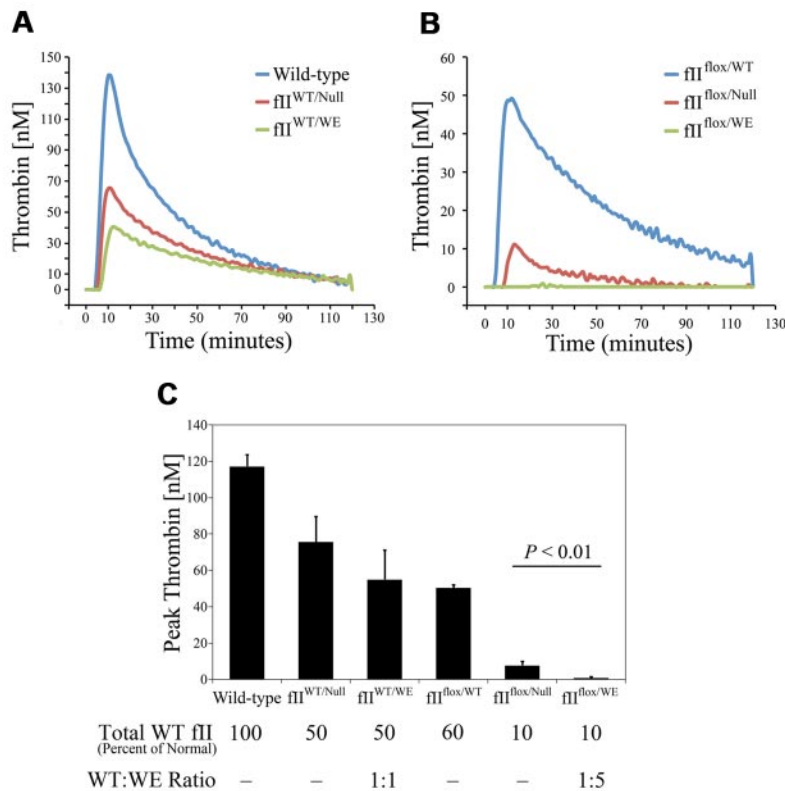 A
Thrombin [nM]
150
130
110
90
70
50
30
10
0
0 10 30 50 70 90 110 130
Time (minutes)
Wild-type
fII^WT/Null
fII^WT/WE
B
Thrombin [nM]
60
50
40
30
20
10
0
0 10 30 50 70 90 110 130
Time (minutes)
fII^flox/WT
fII^flox/Null
fII^flox/WE
C
Peak Thrombin [nM]
140
120
100
80
60
40
20
0
P < 0.01
Wild-type fII^WT/Null fII^WT/WE fII^flox/WT fII^flox/Null fII^flox/WE
Total WT fII 100 50 50 60 10 10
(Percent of Normal)
WT:WE Ratio – – 1:1 – – 1:5